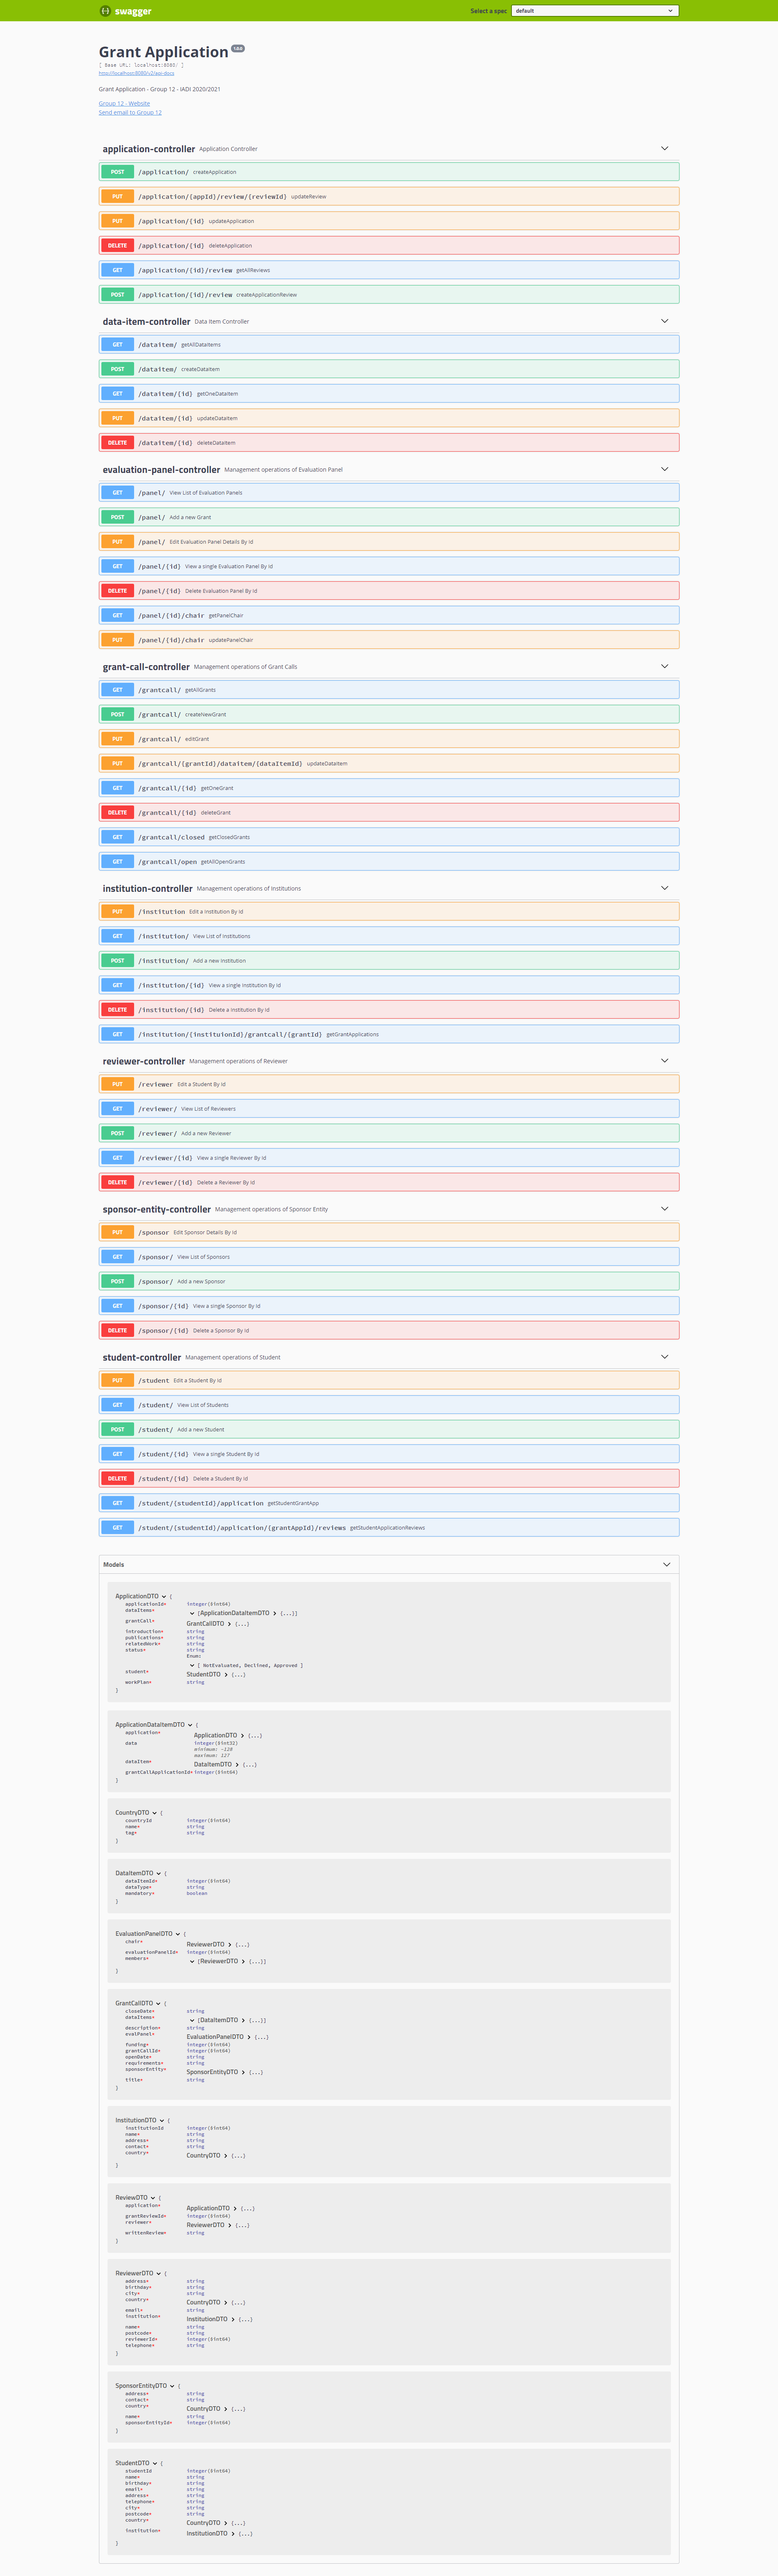 swagger
Select a spec default
Grant Application 1.0.0
[ Base URL: localhost:8080/ ]
http://localhost:8080/v2/api-docs
Grant Application - Group 12 - IADI 2020/2021
Group 12 - Website
Send email to Group 12
application-controller Application Controller
POST /application/ createApplication
PUT /application/{appId}/review/{reviewId} updateReview
PUT /application/{id} updateApplication
DELETE /application/{id} deleteApplication
GET /application/{id}/review getAllReviews
POST /application/{id}/review createApplicationReview
data-item-controller Data Item Controller
GET /dataitem/ getAllDataItems
POST /dataitem/ createDataItem
GET /dataitem/{id} getOneDataItem
PUT /dataitem/{id} updateDataItem
DELETE /dataitem/{id} deleteDataItem
evaluation-panel-controller Management operations of Evaluation Panel
GET /panel/ View List of Evaluation Panels
POST /panel/ Add a new Grant
PUT /panel/ Edit Evaluation Panel Details By Id
GET /panel/{id} View a single Evaluation Panel By Id
DELETE /panel/{id} Delete Evaluation Panel By Id
GET /panel/{id}/chair getPanelChair
PUT /panel/{id}/chair updatePanelChair
grant-call-controller Management operations of Grant Calls
GET /grantcall/ getAllGrants
POST /grantcall/ createNewGrant
PUT /grantcall/ editGrant
PUT /grantcall/{grantId}/dataitem/{dataItemId} updateDataItem
GET /grantcall/{id} getOneGrant
DELETE /grantcall/{id} deleteGrant
GET /grantcall/closed getClosedGrants
GET /grantcall/open getAllOpenGrants
institution-controller Management operations of Institutions
PUT /institution Edit a Institution By Id
GET /institution/ View List of Institutions
POST /institution/ Add a new Institution
GET /institution/{id} View a single Institution By Id
DELETE /institution/{id} Delete a Institution By Id
GET /institution/{instituionId}/grantcall/{grantId} getGrantApplications
reviewer-controller Management operations of Reviewer
PUT /reviewer Edit a Student By Id
GET /reviewer/ View List of Reviewers
POST /reviewer/ Add a new Reviewer
GET /reviewer/{id} View a single Reviewer By Id
DELETE /reviewer/{id} Delete a Reviewer By Id
sponsor-entity-controller Management operations of Sponsor Entity
PUT /sponsor Edit Sponsor Details By Id
GET /sponsor/ View List of Sponsors
POST /sponsor/ Add a new Sponsor
GET /sponsor/{id} View a single Sponsor By Id
DELETE /sponsor/{id} Delete a Sponsor By Id
student-controller Management operations of Student
PUT /student Edit a Student By Id
GET /student/ View List of Students
POST /student/ Add a new Student
GET /student/{id} View a single Student By Id
DELETE /student/{id} Delete a Student By Id
GET /student/{studentId}/application getStudentGrantApp
GET /student/{studentId}/application/{grantAppId}/reviews getStudentApplicationReviews
Models
ApplicationDTO {
applicationId* integer($int64)
dataItems* [ApplicationDataItemDTO {...}]
grantCall* GrantCallDTO {...}
introduction* string
publications* string
relatedWork* string
status* string
Enum:
[ NotEvaluated, Declined, Approved ]
student* StudentDTO {...}
workPlan* string
}
ApplicationDataItemDTO {
application* ApplicationDTO {...}
data integer($int32)
minimum: -128
maximum: 127
dataItem* DataItemDTO {...}
grantCallApplicationId* integer($int64)
}
CountryDTO {
countryId integer($int64)
name* string
tag* string
}
DataItemDTO {
dataItemId* integer($int64)
dataType* string
mandatory* boolean
}
EvaluationPanelDTO {
chair* ReviewerDTO {...}
evaluationPanelId* integer($int64)
members* [ReviewerDTO {...}]
}
GrantCallDTO {
closeDate* string
dataItems* [DataItemDTO {...}]
description* string
evalPanel* EvaluationPanelDTO {...}
funding* integer($int64)
grantCallId* integer($int64)
openDate* string
requirements* string
sponsorEntity* SponsorEntityDTO {...}
title* string
}
InstitutionDTO {
institutionId integer($int64)
name* string
address* string
contact* string
country* CountryDTO {...}
}
ReviewDTO {
application* ApplicationDTO {...}
grantReviewId* integer($int64)
reviewer* ReviewerDTO {...}
writtenReview* string
}
ReviewerDTO {
address* string
birthday* string
city* string
country* CountryDTO {...}
email* string
institution* InstitutionDTO {...}
name* string
postcode* string
reviewerId* integer($int64)
telephone* string
}
SponsorEntityDTO {
address* string
contact* string
country* CountryDTO {...}
name* string
sponsorEntityId* integer($int64)
}
StudentDTO {
studentId integer($int64)
name* string
birthday* string
email* string
address* string
telephone* string
city* string
postcode* string
country* CountryDTO {...}
institution* InstitutionDTO {...}
}